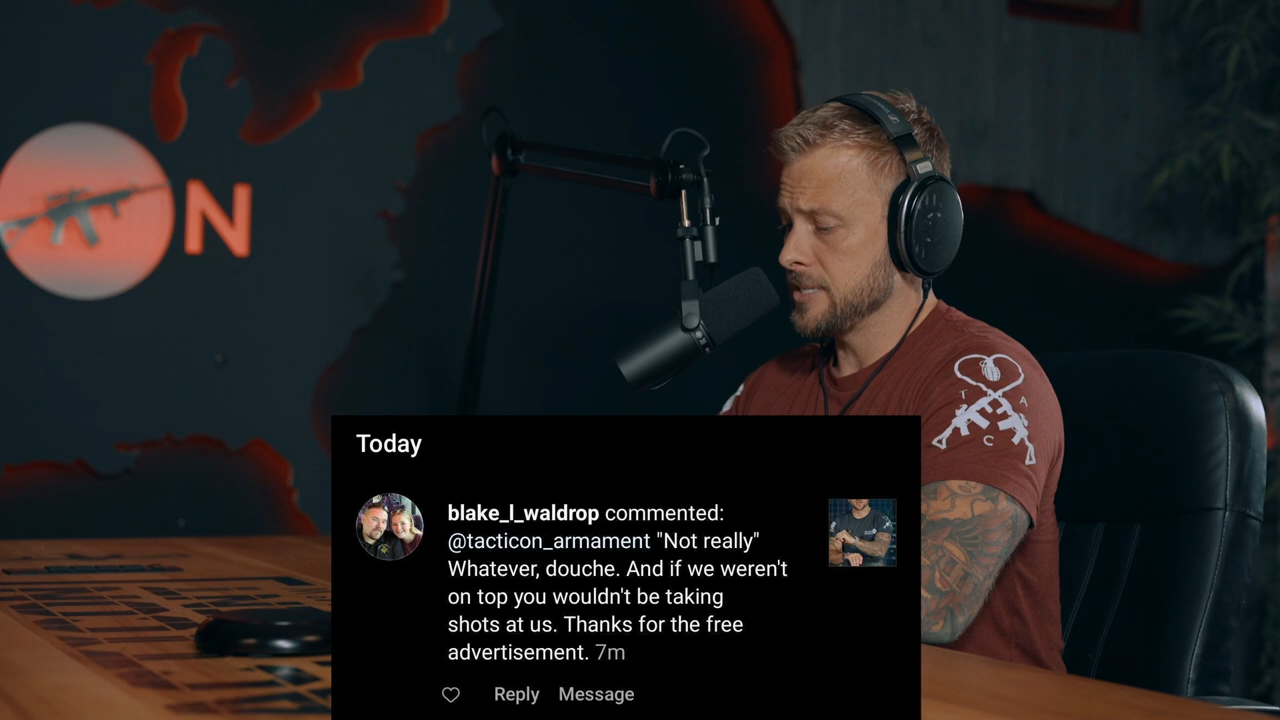 N
T A
C
Today
blake_l_waldrop commented:
@tacticon_armament "Not really"
Whatever, douche. And if we weren't
on top you wouldn't be taking
shots at us. Thanks for the free
advertisement. 7m
Reply Message